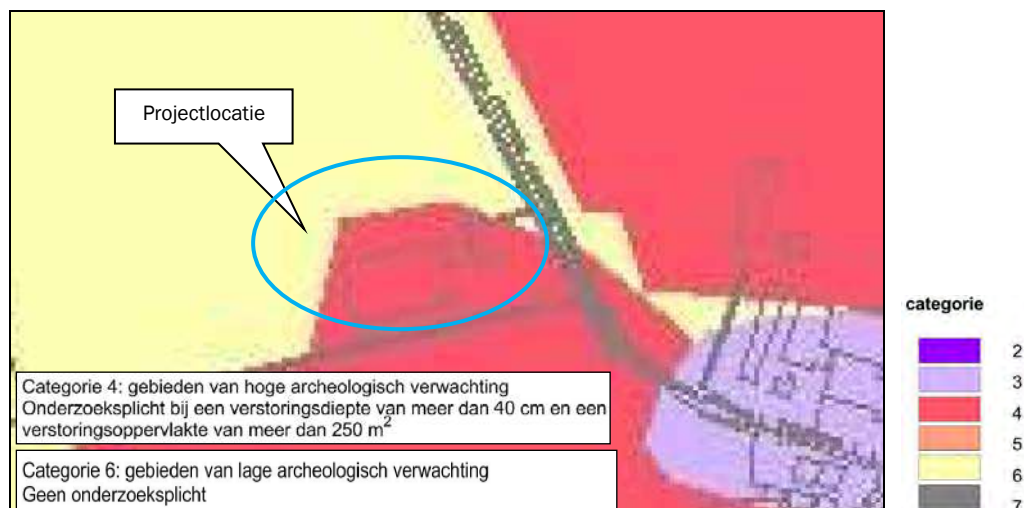 Projectlocatie
Categorie 4: gebieden van hoge archeologisch verwachting
Onderzoeksplicht bij een verstoringsdiepte van meer dan 40 cm en een
verstoringsoppervlakte van meer dan 250 m²
Categorie 6: gebieden van lage archeologisch verwachting
Geen onderzoeksplicht
categorie
2
3
4
5
6
7